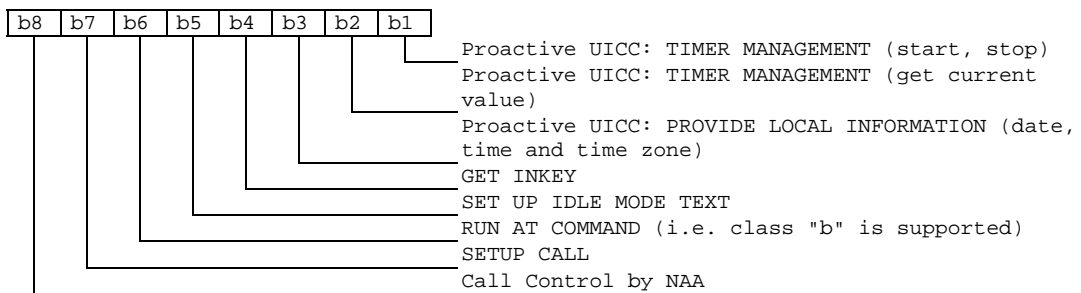 b8 b7 b6 b5 b4 b3 b2 b1
Proactive UICC: TIMER MANAGEMENT (start, stop)
Proactive UICC: TIMER MANAGEMENT (get current
value)
Proactive UICC: PROVIDE LOCAL INFORMATION (date,
time and time zone)
GET INKEY
SET UP IDLE MODE TEXT
RUN AT COMMAND (i.e. class "b" is supported)
SETUP CALL
Call Control by NAA